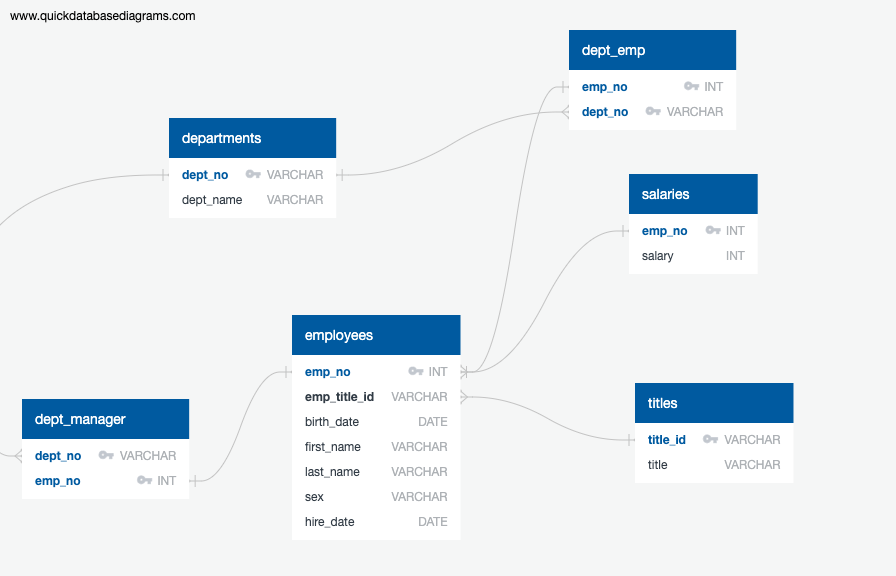 www.quickdatabasediagrams.com
dept_emp
emp_no INT
dept_no VARCHAR
departments
dept_no VARCHAR
dept_name VARCHAR
salaries
emp_no INT
salary INT
employees
emp_no INT
emp_title_id VARCHAR
birth_date DATE
first_name VARCHAR
last_name VARCHAR
sex VARCHAR
hire_date DATE
titles
title_id VARCHAR
title VARCHAR
dept_manager
dept_no VARCHAR
emp_no INT